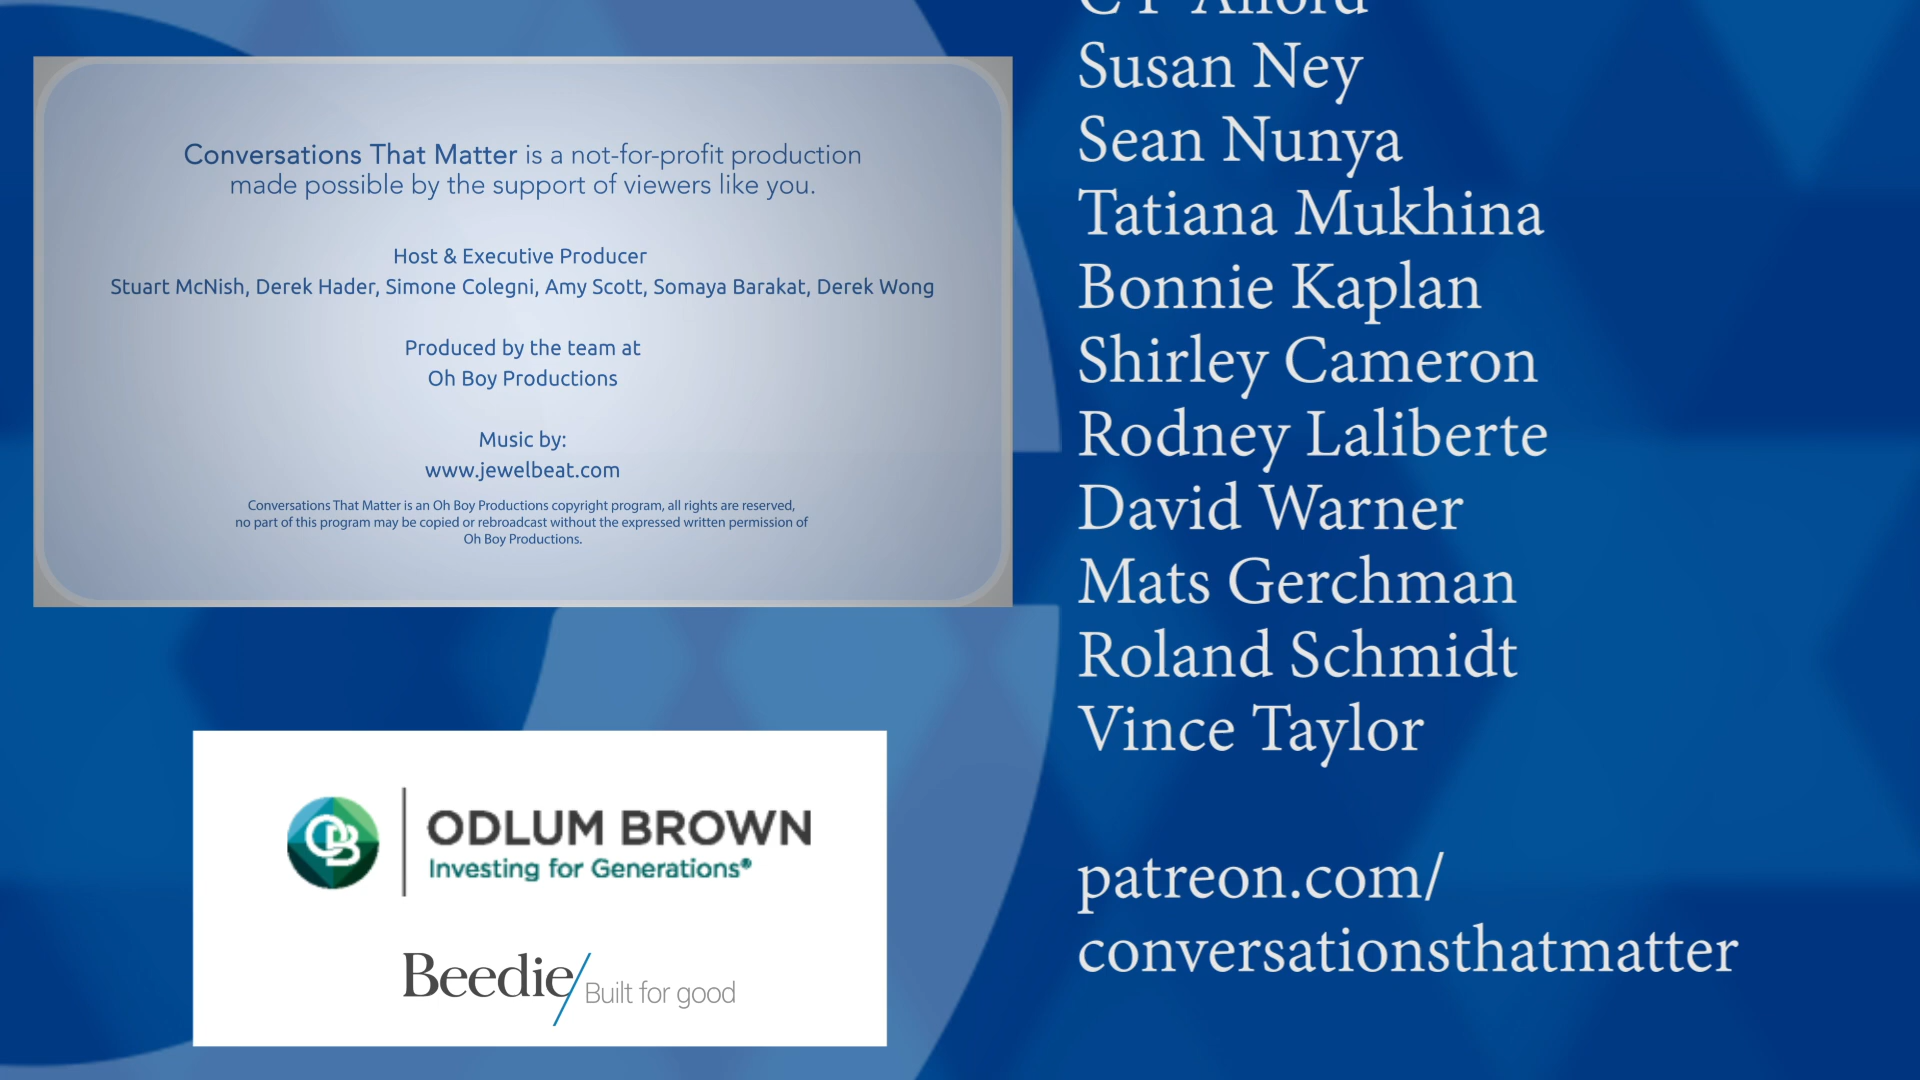 Conversations That Matter is a not-for-profit production
made possible by the support of viewers like you.
Host & Executive Producer
Stuart McNish, Derek Hader, Simone Colegni, Amy Scott, Somaya Barakat, Derek Wong
Produced by the team at
Oh Boy Productions
Music by:
www.jewelbeat.com
Conversations That Matter is an Oh Boy Productions copyright program, all rights are reserved,
no part of this program may be copied or rebroadcast without the expressed written permission of
Oh Boy Productions.
OB
ODLUM BROWN
Investing for Generations®
Beedie/ Built for good
Susan Ney
Sean Nunya
Tatiana Mukhina
Bonnie Kaplan
Shirley Cameron
Rodney Laliberte
David Warner
Mats Gerchman
Roland Schmidt
Vince Taylor
patreon.com/
conversationsthatmatter